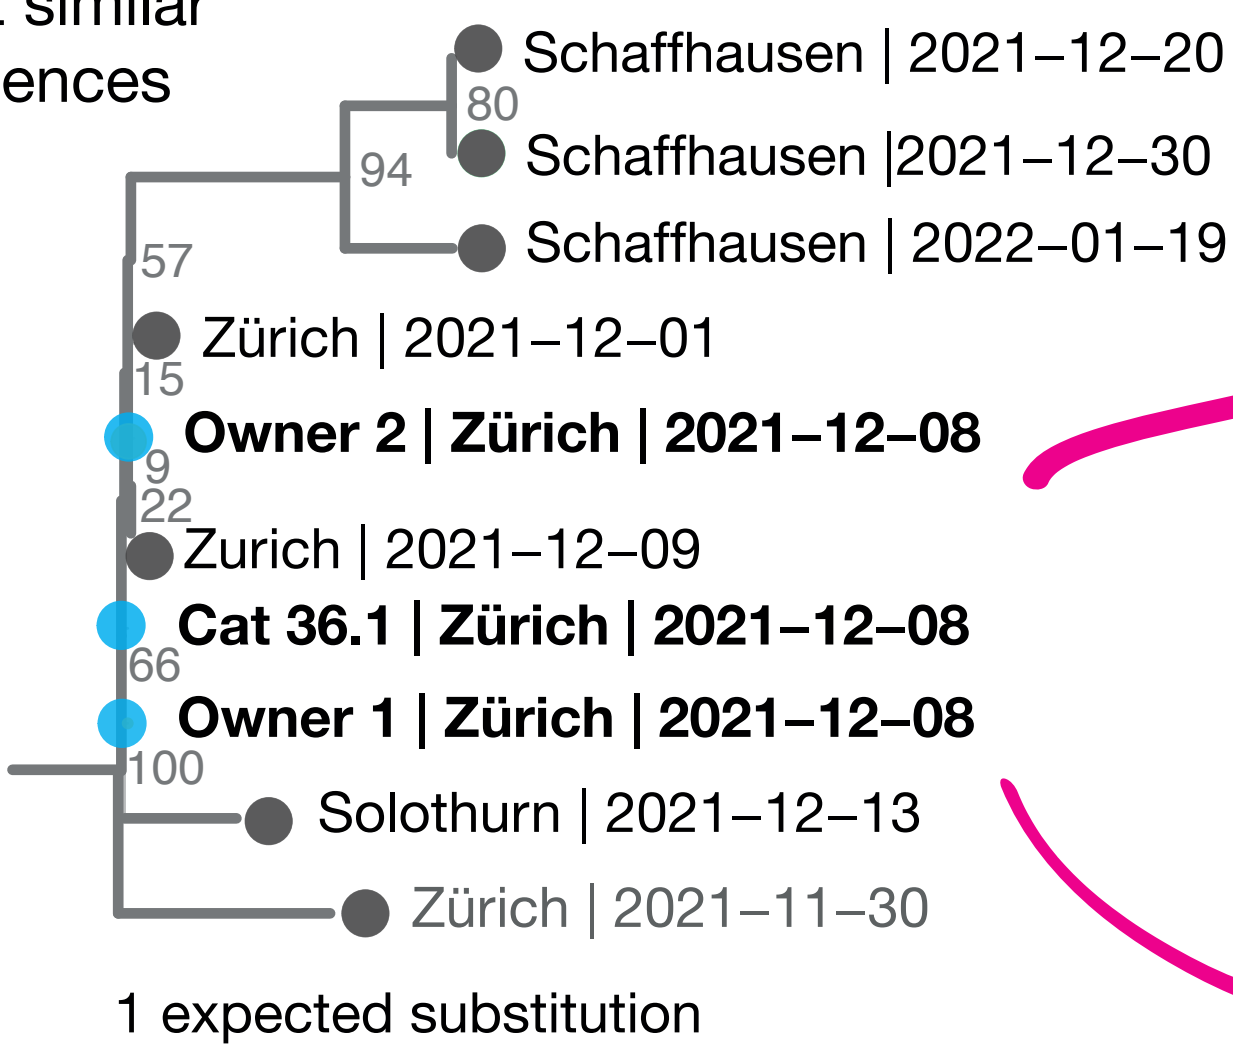 similar
ences
Schaffhausen | 2021–12–20
80
Schaffhausen |2021–12–30
94
Schaffhausen | 2022–01–19
57
Zürich | 2021–12–01
15
Owner 2 | Zürich | 2021–12–08
9
22
Zurich | 2021–12–09
Cat 36.1 | Zürich | 2021–12–08
66
Owner 1 | Zürich | 2021–12–08
100
Solothurn | 2021–12–13
Zürich | 2021–11–30
1 expected substitution